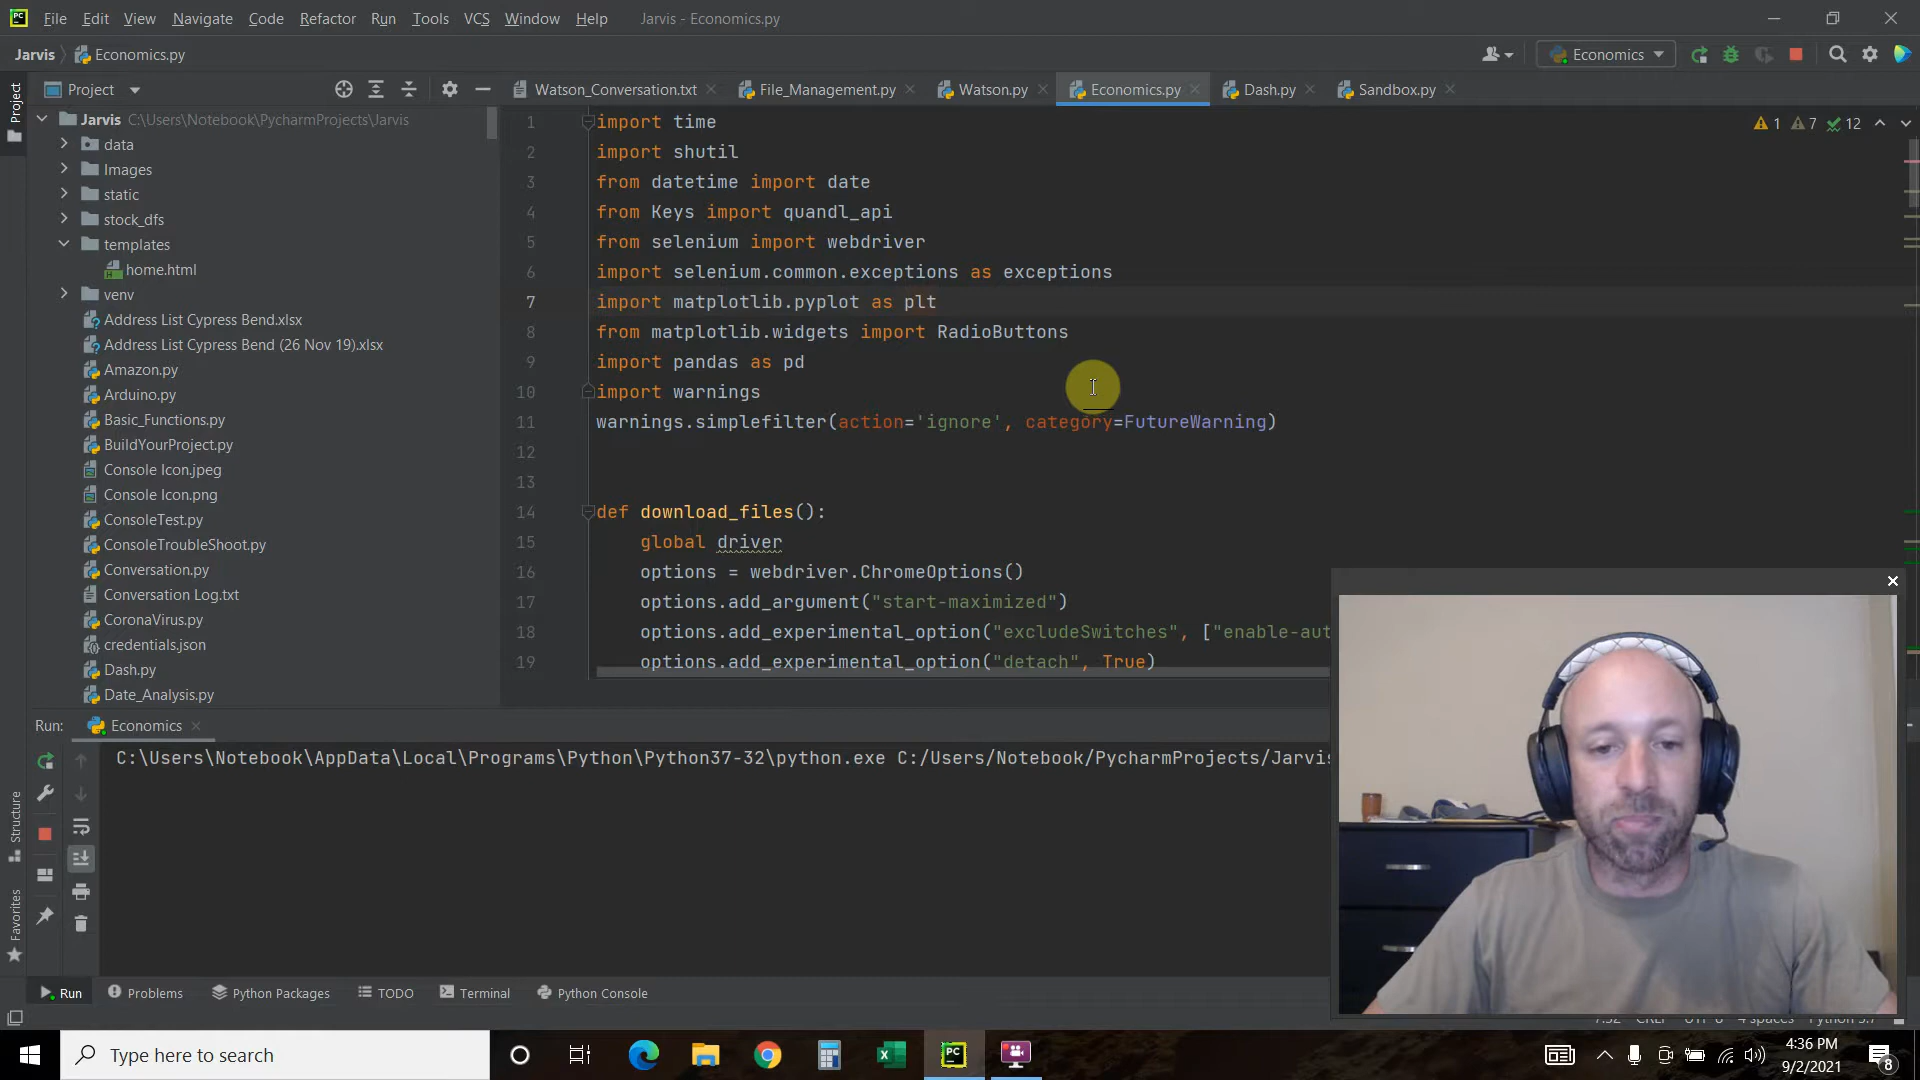 File Edit View Navigate Code Refactor Run Tools VCS Window Help Jarvis - Economics.py
Jarvis Economics.py
Economics
Project
Watson_Conversation.txt File_Management.py Watson.py Economics.py Dash.py Sandbox.py
Project
Jarvis C:\Users\Notebook\PycharmProjects\Jarvis
data
Images
static
stock_dfs
templates
home.html
venv
Address List Cypress Bend.xlsx
Address List Cypress Bend (26 Nov 19).xlsx
Amazon.py
Arduino.py
Basic_Functions.py
BuildYourProject.py
Console Icon.jpeg
Console Icon.png
ConsoleTest.py
ConsoleTroubleShoot.py
Conversation.py
Conversation Log.txt
CoronaVirus.py
credentials.json
Dash.py
Date_Analysis.py
1 7 12
1 import time
2 import shutil
3 from datetime import date
4 from Keys import quandl_api
5 from selenium import webdriver
6 import selenium.common.exceptions as exceptions
7 import matplotlib.pyplot as plt
8 from matplotlib.widgets import RadioButtons
9 import pandas as pd
10 import warnings
11 warnings.simplefilter(action='ignore', category=FutureWarning)
12
13
14 def download_files():
15 global driver
16 options = webdriver.ChromeOptions()
17 options.add_argument("start-maximized")
18 options.add_experimental_option("excludeSwitches", ["enable-aut
19 options.add_experimental_option("detach", True)
Run: Economics
C:\Users\Notebook\AppData\Local\Programs\Python\Python37-32\python.exe C:/Users/Notebook/PycharmProjects/Jarvis
Structure
Favorites
Run Problems Python Packages TODO Terminal Python Console
Type here to search
PC
4:36 PM
9/2/2021
8